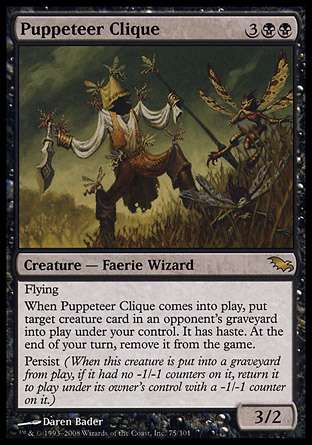 Puppeteer Clique 3
Creature — Faerie Wizard
Flying
When Puppeteer Clique comes into play, put
target creature card in an opponent's graveyard
into play under your control. It has haste. At the
end of your turn, remove it from the game.
Persist (When this creature is put into a graveyard
from play, if it had no -1/-1 counters on it, return it
to play under its owner's control with a -1/-1 counter
on it.)
Daren Bader
™ & © 1993–2008 Wizards of the Coast, Inc. 75/301
3/2